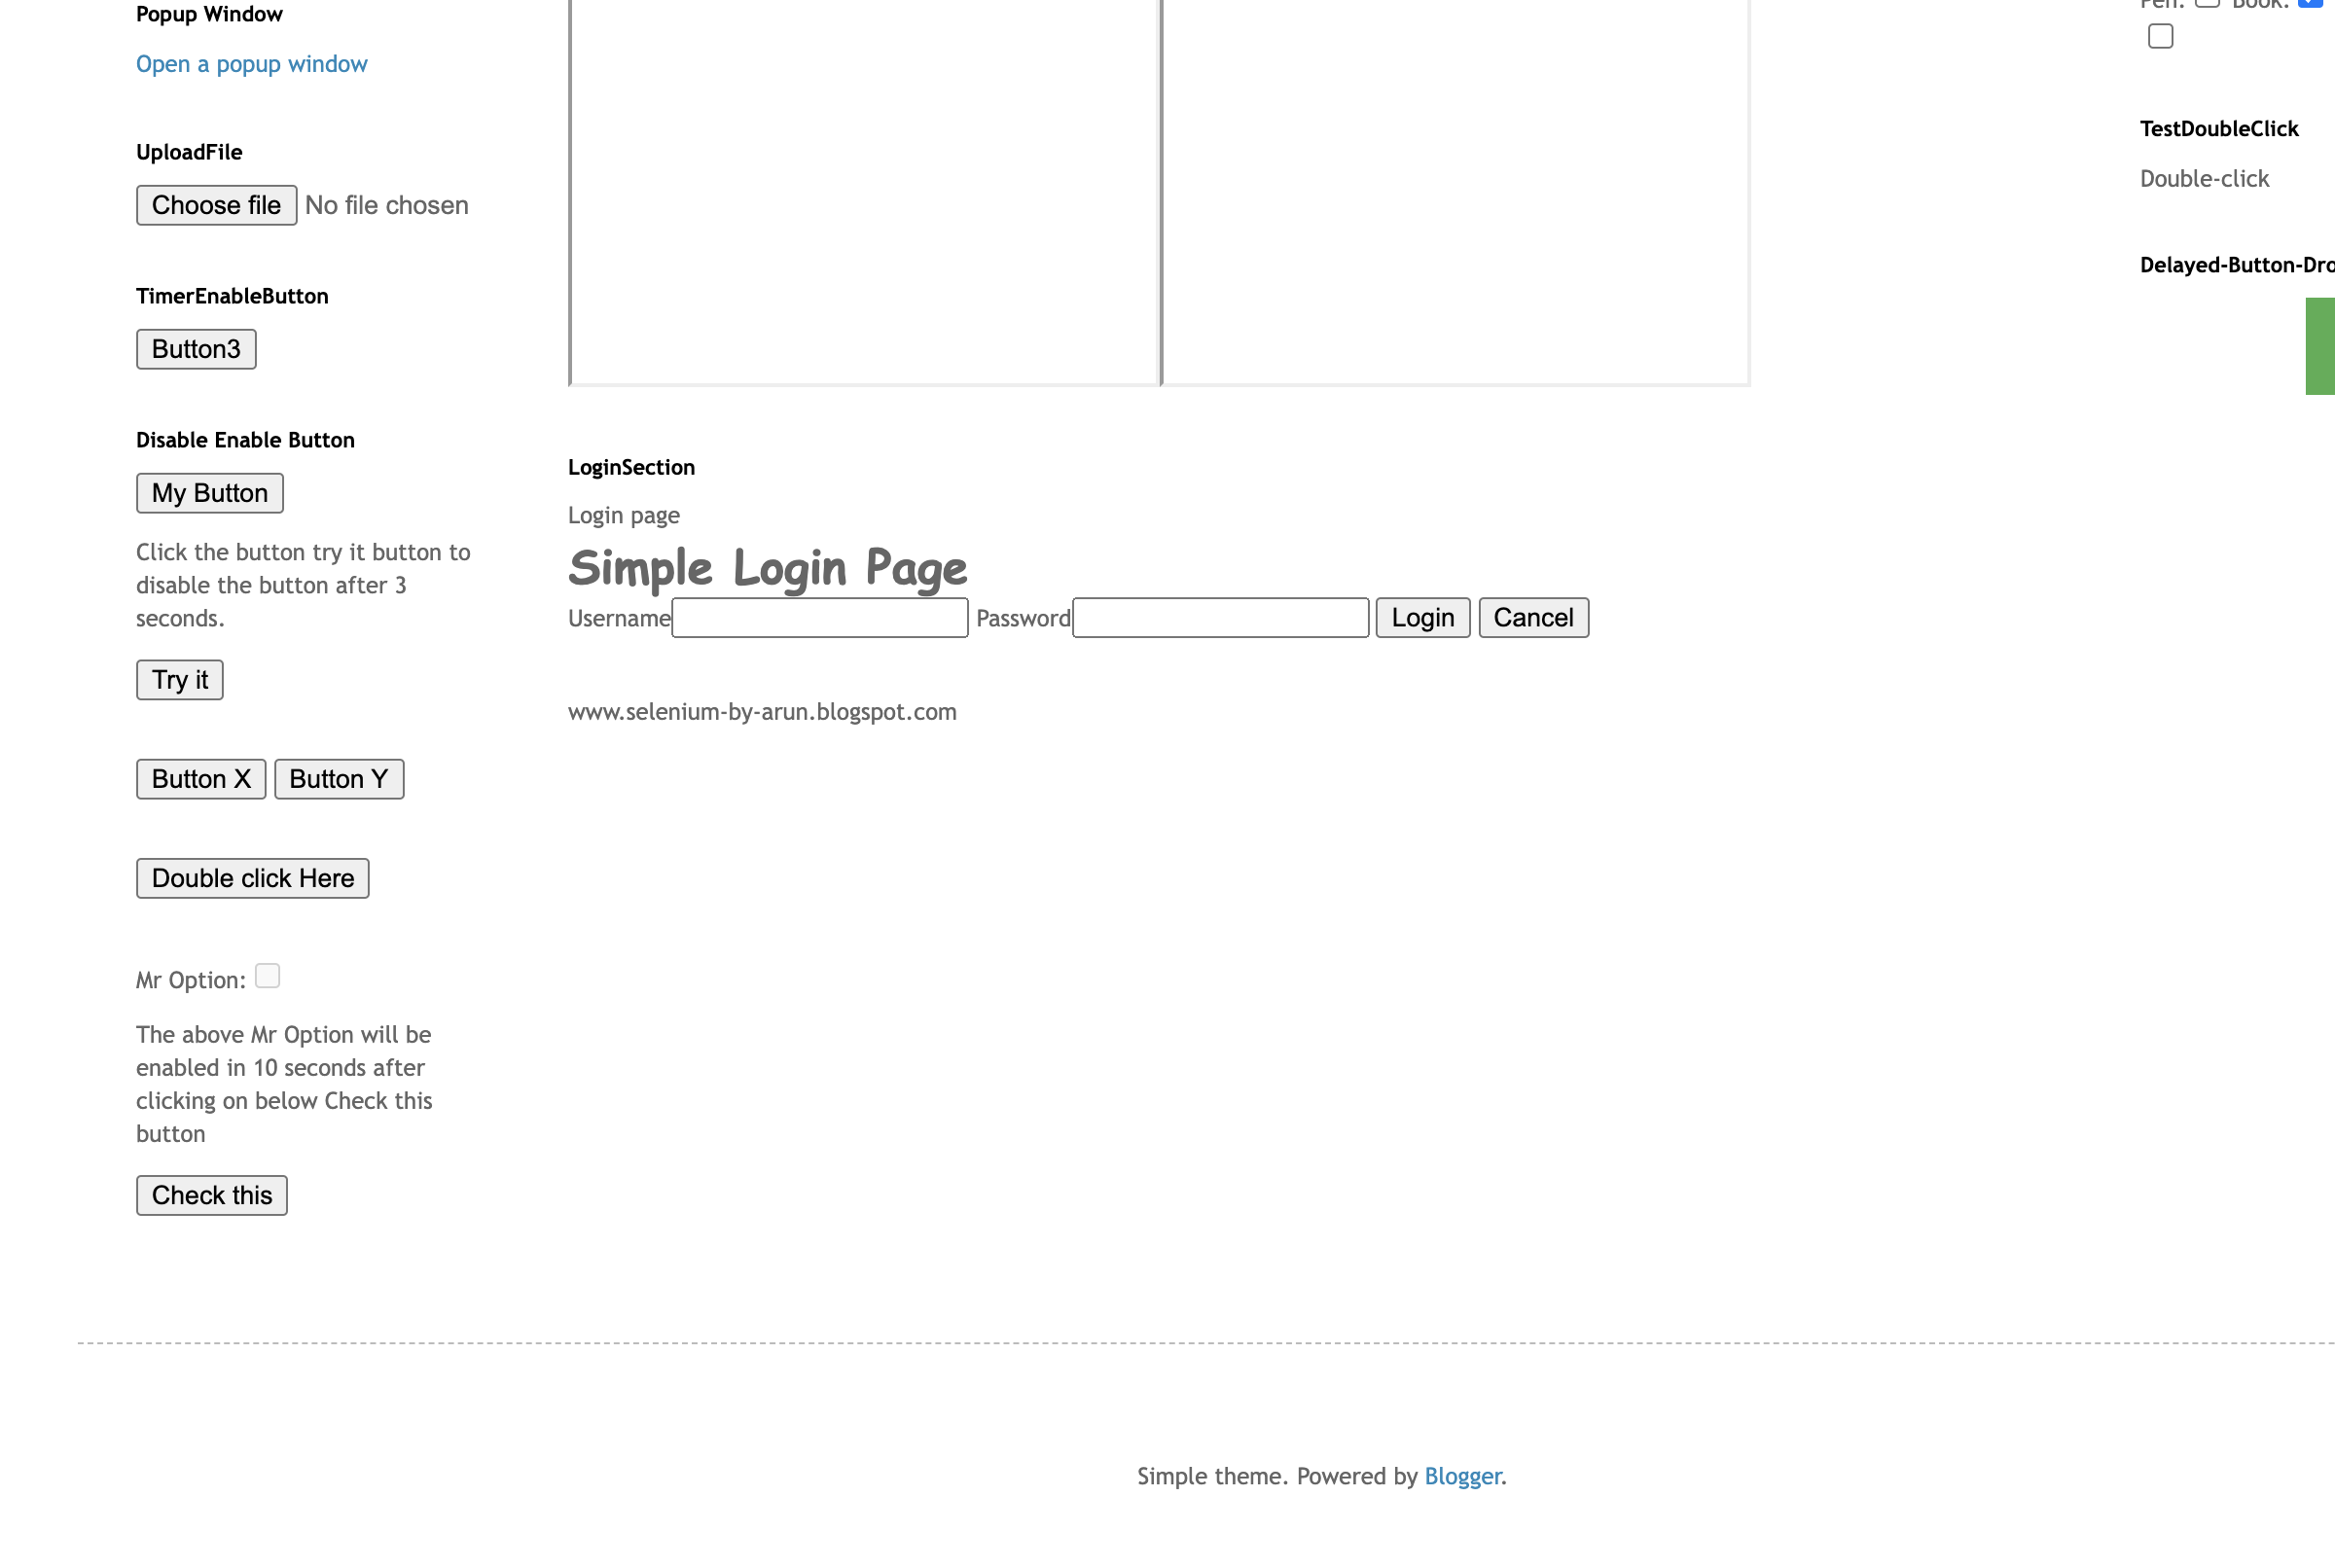 Popup Window
Open a popup window
UploadFile
Choose file No file chosen
TimerEnableButton
Button3
Disable Enable Button
My Button
Click the button try it button to
disable the button after 3
seconds.
Try it
Button X Button Y
Double click Here
Mr Option:
The above Mr Option will be
enabled in 10 seconds after
clicking on below Check this
button
Check this
LoginSection
Login page
Simple Login Page
Username Password Login Cancel
www.selenium-by-arun.blogspot.com
Pen: Book:
TestDoubleClick
Double-click
Delayed-Button-Dro
Simple theme. Powered by Blogger.